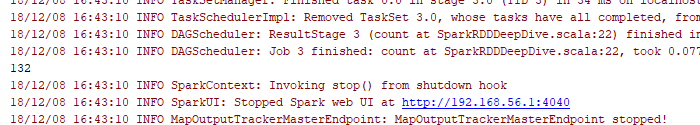 18/12/08 16:43:10 INFO TaskSetManager: Finished task 0.0 in stage 3.0 (TID 3) in 34 ms on localhost
18/12/08 16:43:10 INFO TaskSchedulerImpl: Removed TaskSet 3.0, whose tasks have all completed, fro
18/12/08 16:43:10 INFO DAGScheduler: ResultStage 3 (count at SparkRDDDeepDive.scala:22) finished in
18/12/08 16:43:10 INFO DAGScheduler: Job 3 finished: count at SparkRDDDeepDive.scala:22, took 0.077
132
18/12/08 16:43:10 INFO SparkContext: Invoking stop() from shutdown hook
18/12/08 16:43:10 INFO SparkUI: Stopped Spark web UI at http://192.168.56.1:4040
18/12/08 16:43:10 INFO MapOutputTrackerMasterEndpoint: MapOutputTrackerMasterEndpoint stopped!